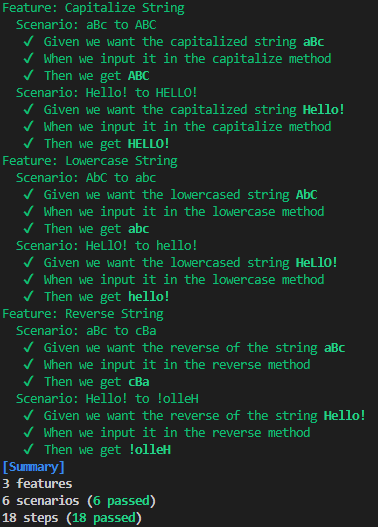 Feature: Capitalize String
Scenario: aBc to ABC
✓ Given we want the capitalized string aBc
✓ When we input it in the capitalize method
✓ Then we get ABC
Scenario: Hello! to HELLO!
✓ Given we want the capitalized string Hello!
✓ When we input it in the capitalize method
✓ Then we get HELLO!
Feature: Lowercase String
Scenario: AbC to abc
✓ Given we want the lowercased string AbC
✓ When we input it in the lowercase method
✓ Then we get abc
Scenario: HeLlO! to hello!
✓ Given we want the lowercased string HeLlO!
✓ When we input it in the lowercase method
✓ Then we get hello!
Feature: Reverse String
Scenario: aBc to cBa
✓ Given we want the reverse of the string aBc
✓ When we input it in the reverse method
✓ Then we get cBa
Scenario: Hello! to !olleH
✓ Given we want the reverse of the string Hello!
✓ When we input it in the reverse method
✓ Then we get !olleH
[Summary]
3 features
6 scenarios (6 passed)
18 steps (18 passed)